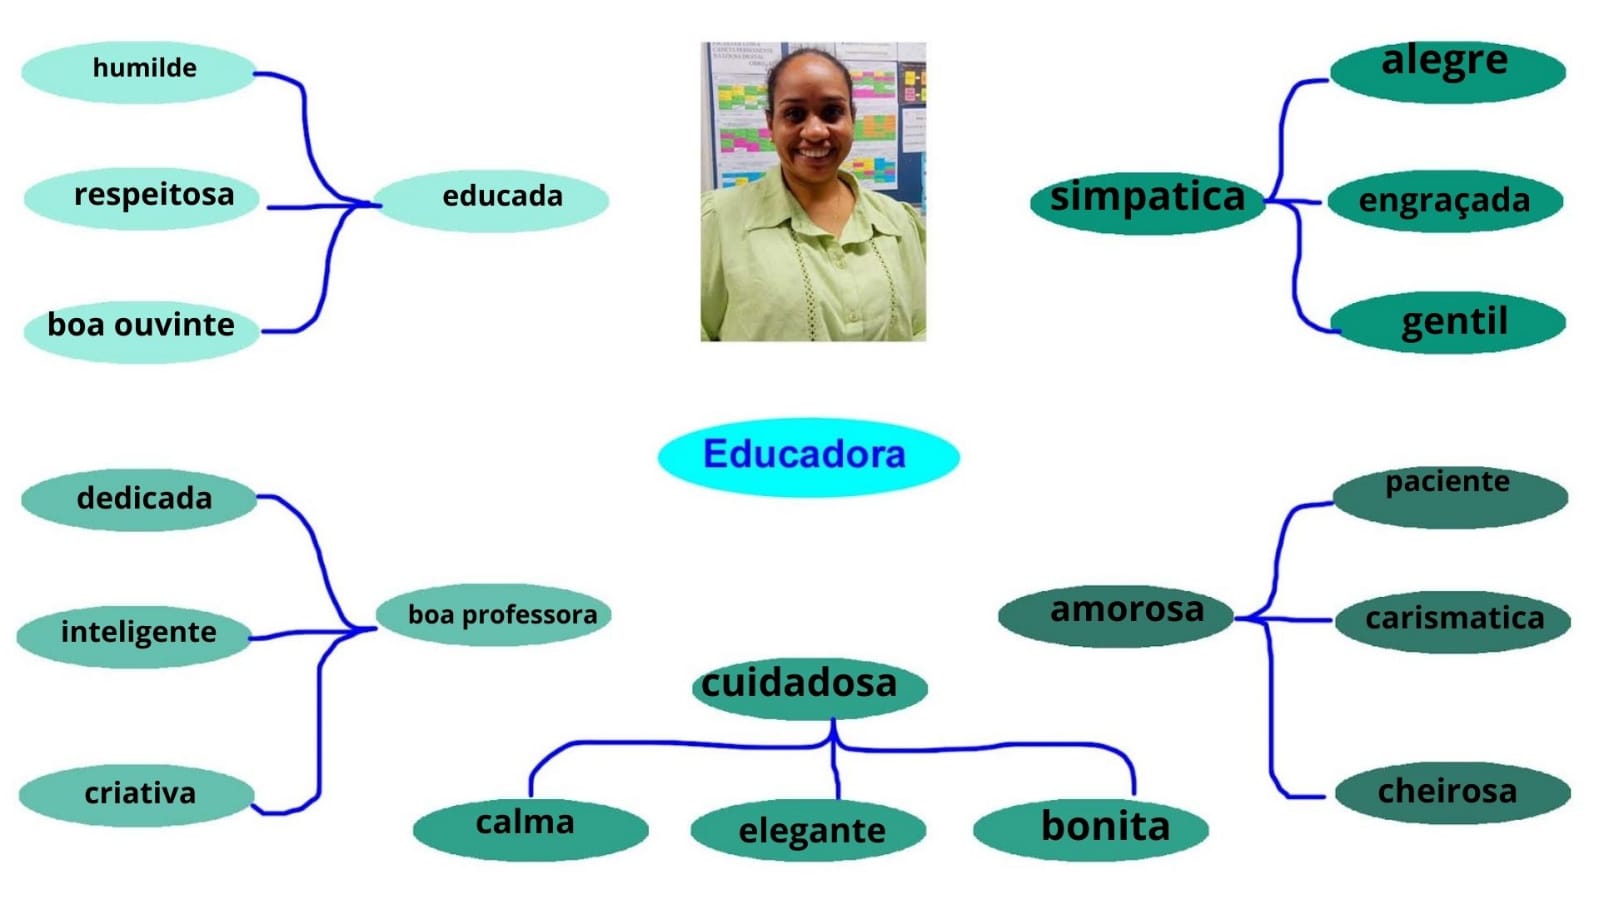 humilde
respeitosa
educada
boa ouvinte
alegre
simpatica
engraçada
gentil
Educadora
dedicada
inteligente
boa professora
criativa
paciente
amorosa
carismatica
cheirosa
cuidadosa
calma
elegante
bonita